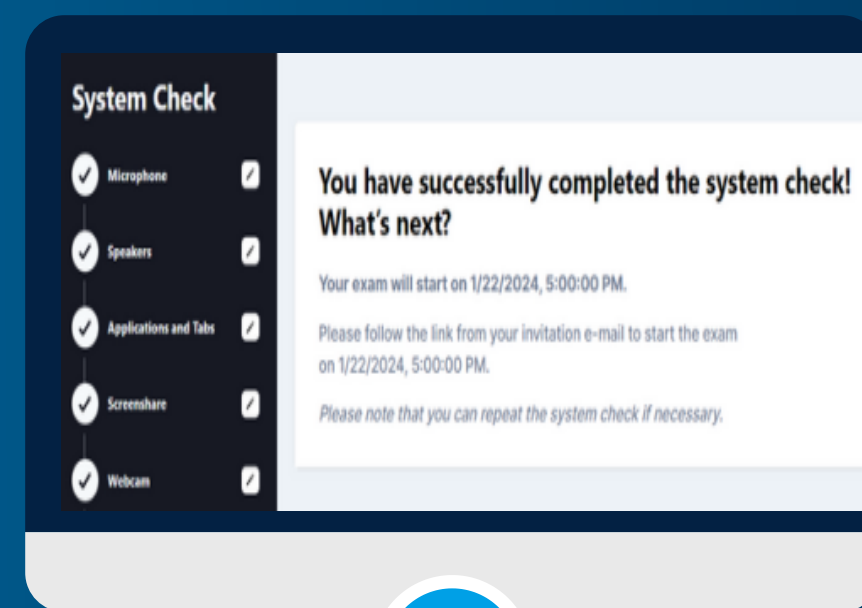 System Check
Microphone
Speakers
Applications and Tabs
Screenshare
Webcam
You have successfully completed the system check!
What's next?
Your exam will start on 1/22/2024, 5:00:00 PM.
Please follow the link from your invitation e-mail to start the exam
on 1/22/2024, 5:00:00 PM.
Please note that you can repeat the system check if necessary.